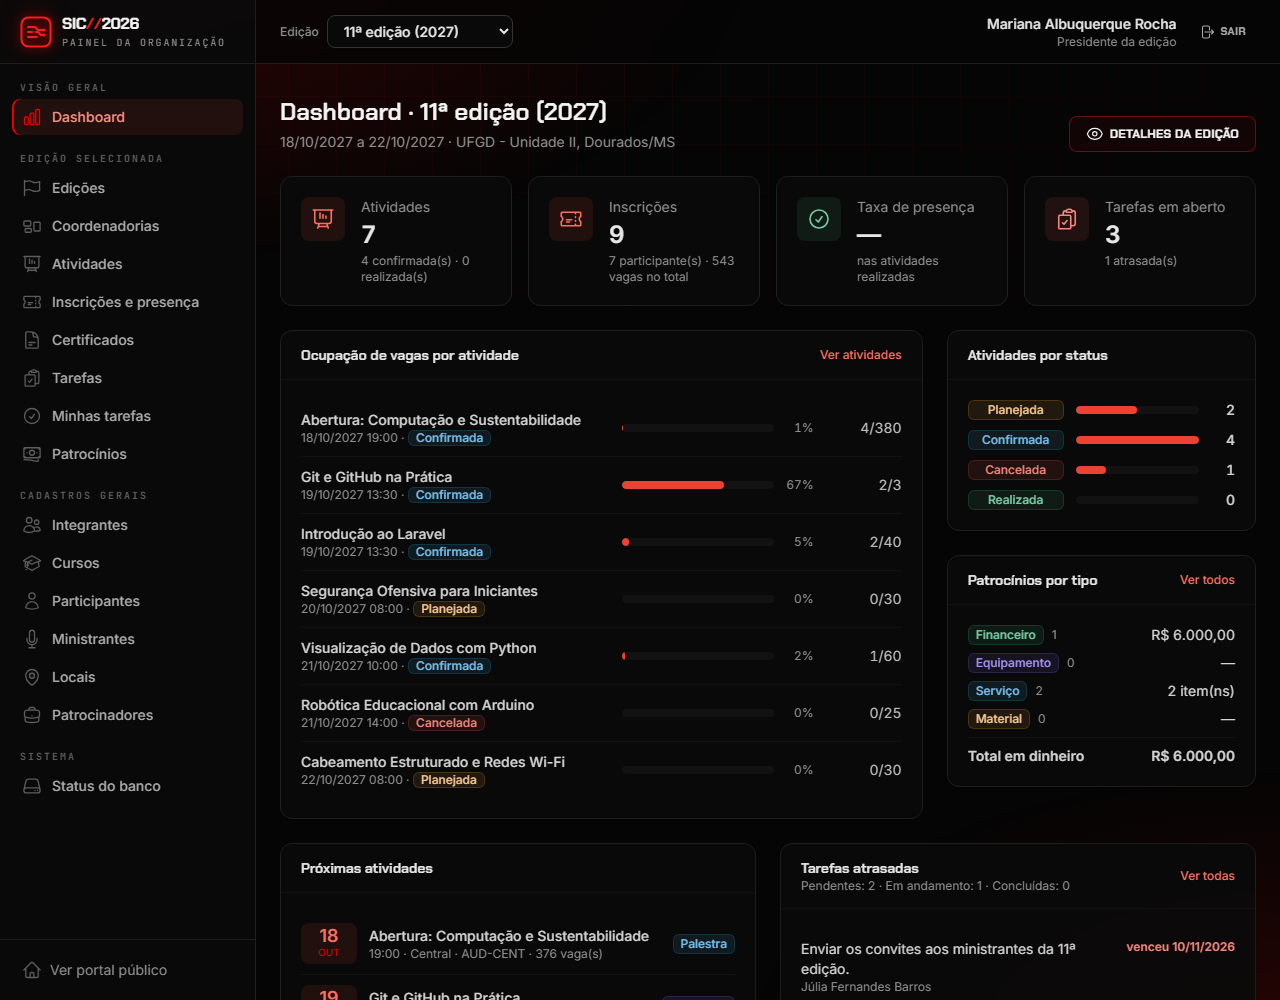 SIC//2026
PAINEL DA ORGANIZAÇÃO
Edição
11ª edição (2027)
Mariana Albuquerque Rocha
Presidente da edição
SAIR
VISÃO GERAL
Dashboard
EDIÇÃO SELECIONADA
Edições
Coordenadorias
Atividades
Inscrições e presença
Certificados
Tarefas
Minhas tarefas
Patrocínios
CADASTROS GERAIS
Integrantes
Cursos
Participantes
Ministrantes
Locais
Patrocinadores
SISTEMA
Status do banco
Ver portal público
Dashboard · 11ª edição (2027)
18/10/2027 a 22/10/2027 · UFGD - Unidade II, Dourados/MS
DETALHES DA EDIÇÃO
Atividades
7
4 confirmada(s) · 0
realizada(s)
Inscrições
9
7 participante(s) · 543
vagas no total
Taxa de presença
—
nas atividades
realizadas
Tarefas em aberto
3
1 atrasada(s)
Ocupação de vagas por atividade
Ver atividades
Abertura: Computação e Sustentabilidade
18/10/2027 19:00 · Confirmada
1%
4/380
Git e GitHub na Prática
19/10/2027 13:30 · Confirmada
67%
2/3
Introdução ao Laravel
19/10/2027 13:30 · Confirmada
5%
2/40
Segurança Ofensiva para Iniciantes
20/10/2027 08:00 · Planejada
0%
0/30
Visualização de Dados com Python
21/10/2027 10:00 · Confirmada
2%
1/60
Robótica Educacional com Arduino
21/10/2027 14:00 · Cancelada
0%
0/25
Cabeamento Estruturado e Redes Wi-Fi
22/10/2027 08:00 · Planejada
0%
0/30
Atividades por status
Planejada 2
Confirmada 4
Cancelada 1
Realizada 0
Patrocínios por tipo
Ver todos
Financeiro 1 R$ 6.000,00
Equipamento 0 —
Serviço 2 2 item(ns)
Material 0 —
Total em dinheiro R$ 6.000,00
Próximas atividades
18
OUT
Abertura: Computação e Sustentabilidade
19:00 · Central · AUD-CENT · 376 vaga(s)
Palestra
19
Git e GitHub na Prática
Tarefas atrasadas
Pendentes: 2 · Em andamento: 1 · Concluídas: 0
Ver todas
Enviar os convites aos ministrantes da 11ª
edição.
Júlia Fernandes Barros
venceu 10/11/2026